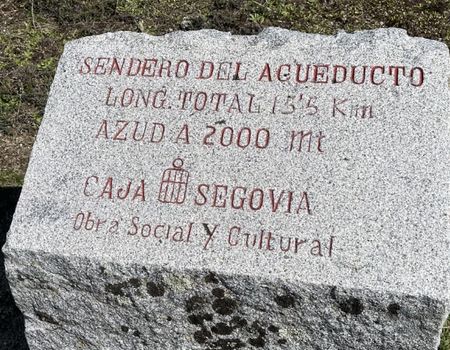 SENDERO DEL ACUEDUCTO
LONG. TOTAL 13'5 Km
AZUD A 2000 Mt
CAJA SEGOVIA
Obra Social Y Cultural